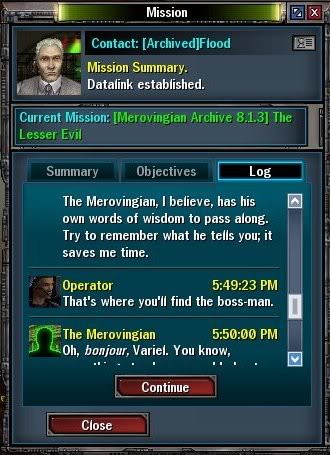 Mission
Contact: [Archived]Flood
Mission Summary.
Datalink established.
Current Mission: [Merovingian Archive 8.1.3] The
Lesser Evil
Summary Objectives Log
The Merovingian, I believe, has his
own words of wisdom to pass along.
Try to remember what he tells you; it
saves me time.
Operator 5:49:23 PM
That's where you'll find the boss-man.
The Merovingian 5:50:00 PM
Oh, bonjour, Variel. You know,
Continue
Close